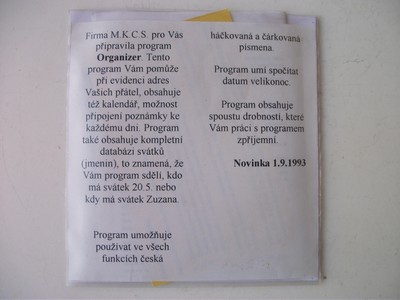 Firma M.K.C.S. pro Vás
připravila program
Organizer. Tento
program Vám pomůže
při evidenci adres
Vaších přátel, obsahuje
též kalendář, možnost
připojení poznámky ke
každému dni. Program
také obsahuje kompletní
databázi svátků
(jmenin), to znamená, že
Vám program sdělí, kdo
má svátek 20.5. nebo
kdy má svátek Zuzana.
Program umožňuje
používat ve všech
funkcích česká
háčkovaná a čárkovaná
písmena.
Program umí spočítat
datum velikonoc.
Program obsahuje
spoustu drobností, které
Vám práci s programem
zpříjemní.
Novinka 1.9.1993